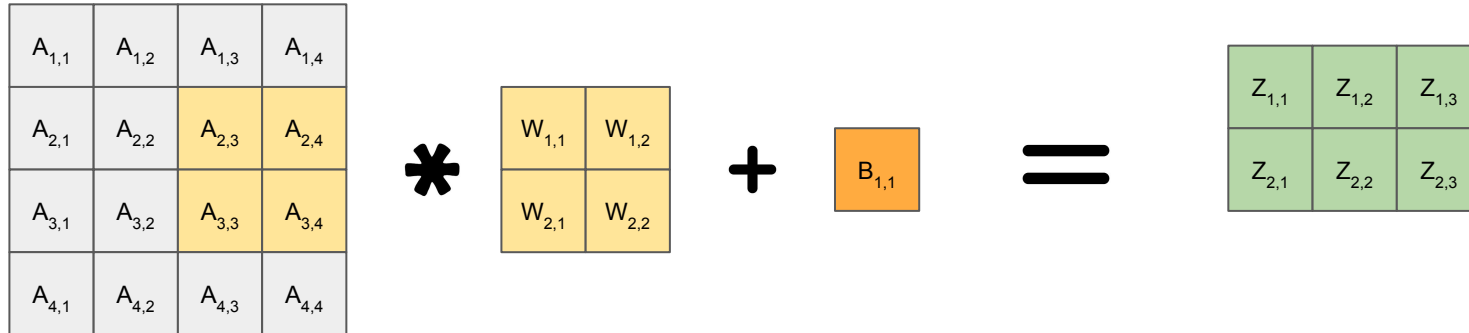 A1,1 A1,2 A1,3 A1,4
Z1,1 Z1,2 Z1,3
A2,1 A2,2 A2,3 A2,4
W1,1 W1,2
* + B1,1 =
Z2,1 Z2,2 Z2,3
A3,1 A3,2 A3,3 A3,4
W2,1 W2,2
A4,1 A4,2 A4,3 A4,4